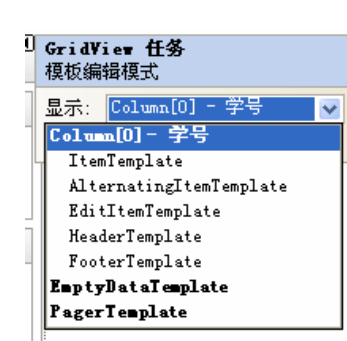 GridView 任务
模板编辑模式
显示: Column[0] - 学号
Column[0] - 学号
ItemTemplate
AlternatingItemTemplate
EditItemTemplate
HeaderTemplate
FooterTemplate
EmptyDataTemplate
PagerTemplate